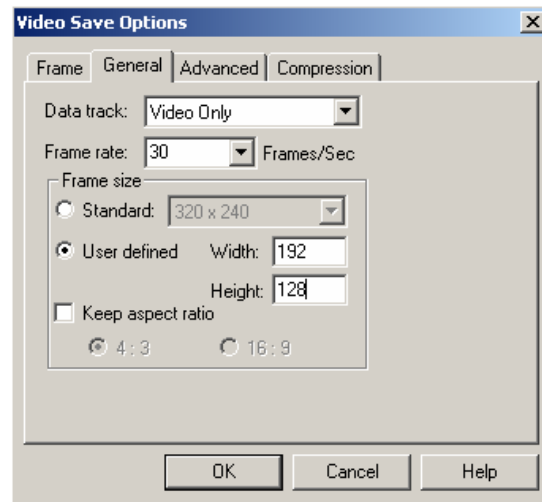 Video Save Options
Frame General Advanced Compression
Data track: Video Only
Frame rate: 30 Frames/Sec
Frame size
Standard: 320 x 240
User defined Width: 192
Height: 128
Keep aspect ratio
4 : 3 16 : 9
OK Cancel Help